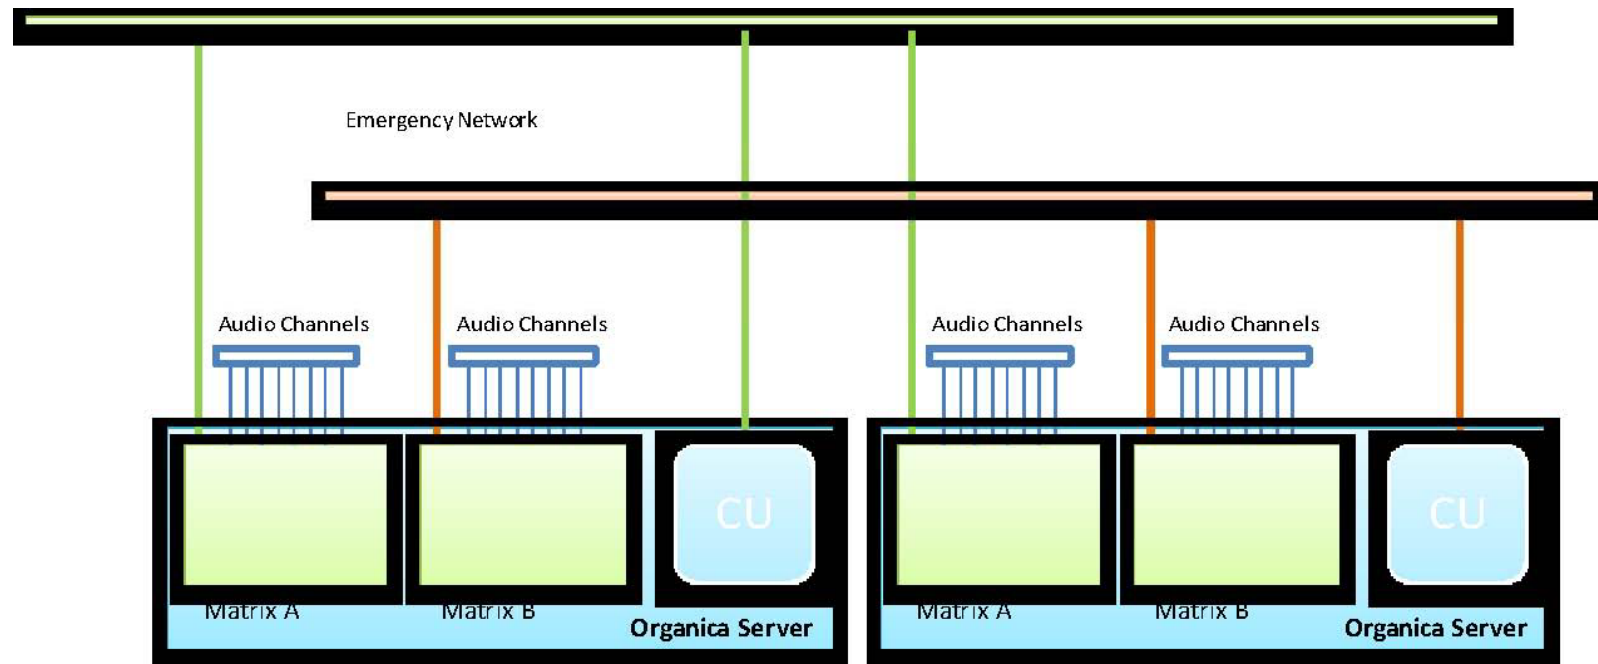 Emergency Network
Audio Channels
Audio Channels
Audio Channels
Audio Channels
CU
CU
Matrix A
Matrix B
Matrix A
Matrix B
Organica Server
Organica Server